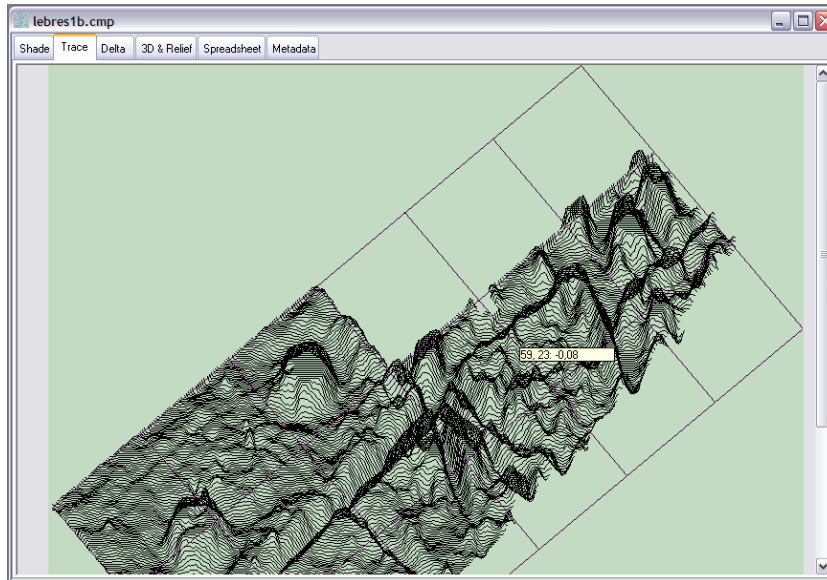 lebres1b.cmp
Shade Trace Delta 3D & Relief Spreadsheet Metadata
59, 23: -0,08